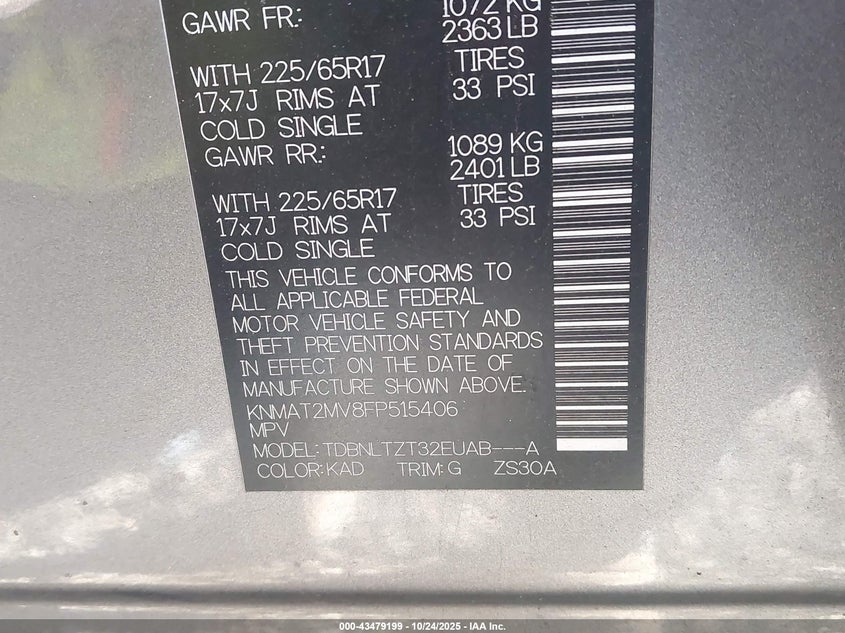 GAWR FR: 1072 KG
2363 LB
WITH 225/65R17 TIRES
17x7J RIMS AT 33 PSI
COLD SINGLE
GAWR RR: 1089 KG
2401 LB
WITH 225/65R17 TIRES
17x7J RIMS AT 33 PSI
COLD SINGLE
THIS VEHICLE CONFORMS TO
ALL APPLICABLE FEDERAL
MOTOR VEHICLE SAFETY AND
THEFT PREVENTION STANDARDS
IN EFFECT ON THE DATE OF
MANUFACTURE SHOWN ABOVE.
KNMAT2MV8FP515406
MPV
MODEL: TDBNLTZT32EUAB---A
COLOR: KAD TRIM: G ZS30A
000-43479199 - 10/24/2025 - IAA Inc.